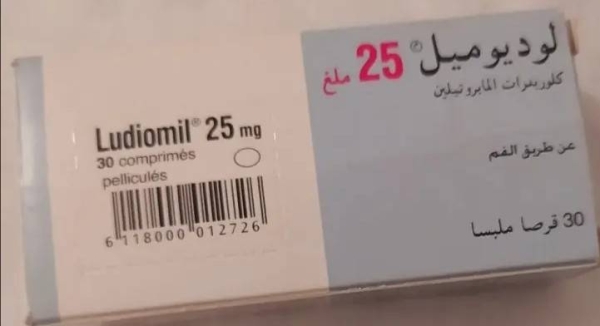 Ludiomil® 25 mg
30 comprimés
pelliculés
6 118000 012726
لوديوميل® 25 ملغ
كلوريدرات المابروتيلين
عن طريق الفم
30 قرصا ملبسا